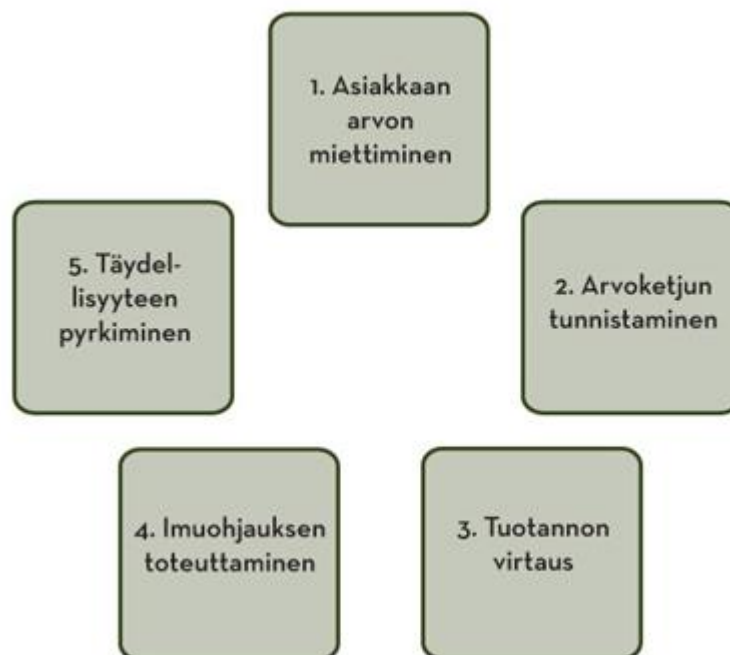 1. Asiakkaan
arvon
miettiminen
2. Arvoketjun
tunnistaminen
3. Tuotannon
virtaus
4. Imuohjauksen
toteuttaminen
5. Täydel-
lisyyteen
pyrkiminen